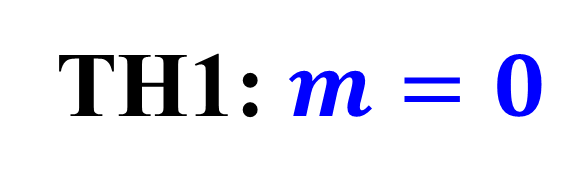 TH1: m = 0